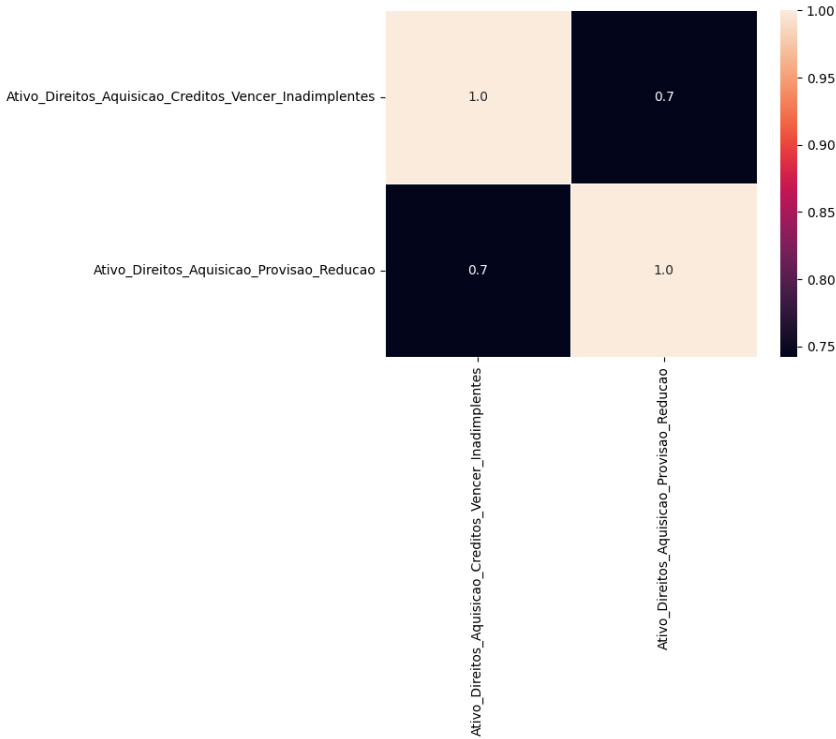 1.00
Ativo_Direitos_Aquisicao_Creditos_Vencer_Inadimplentes
1.0
0.7
0.95
0.90
0.85
Ativo_Direitos_Aquisicao_Provisao_Reducao
0.7
1.0
0.80
0.75
Ativo_Direitos_Aquisicao_Creditos_Vencer_Inadimplentes
Ativo_Direitos_Aquisicao_Provisao_Reducao